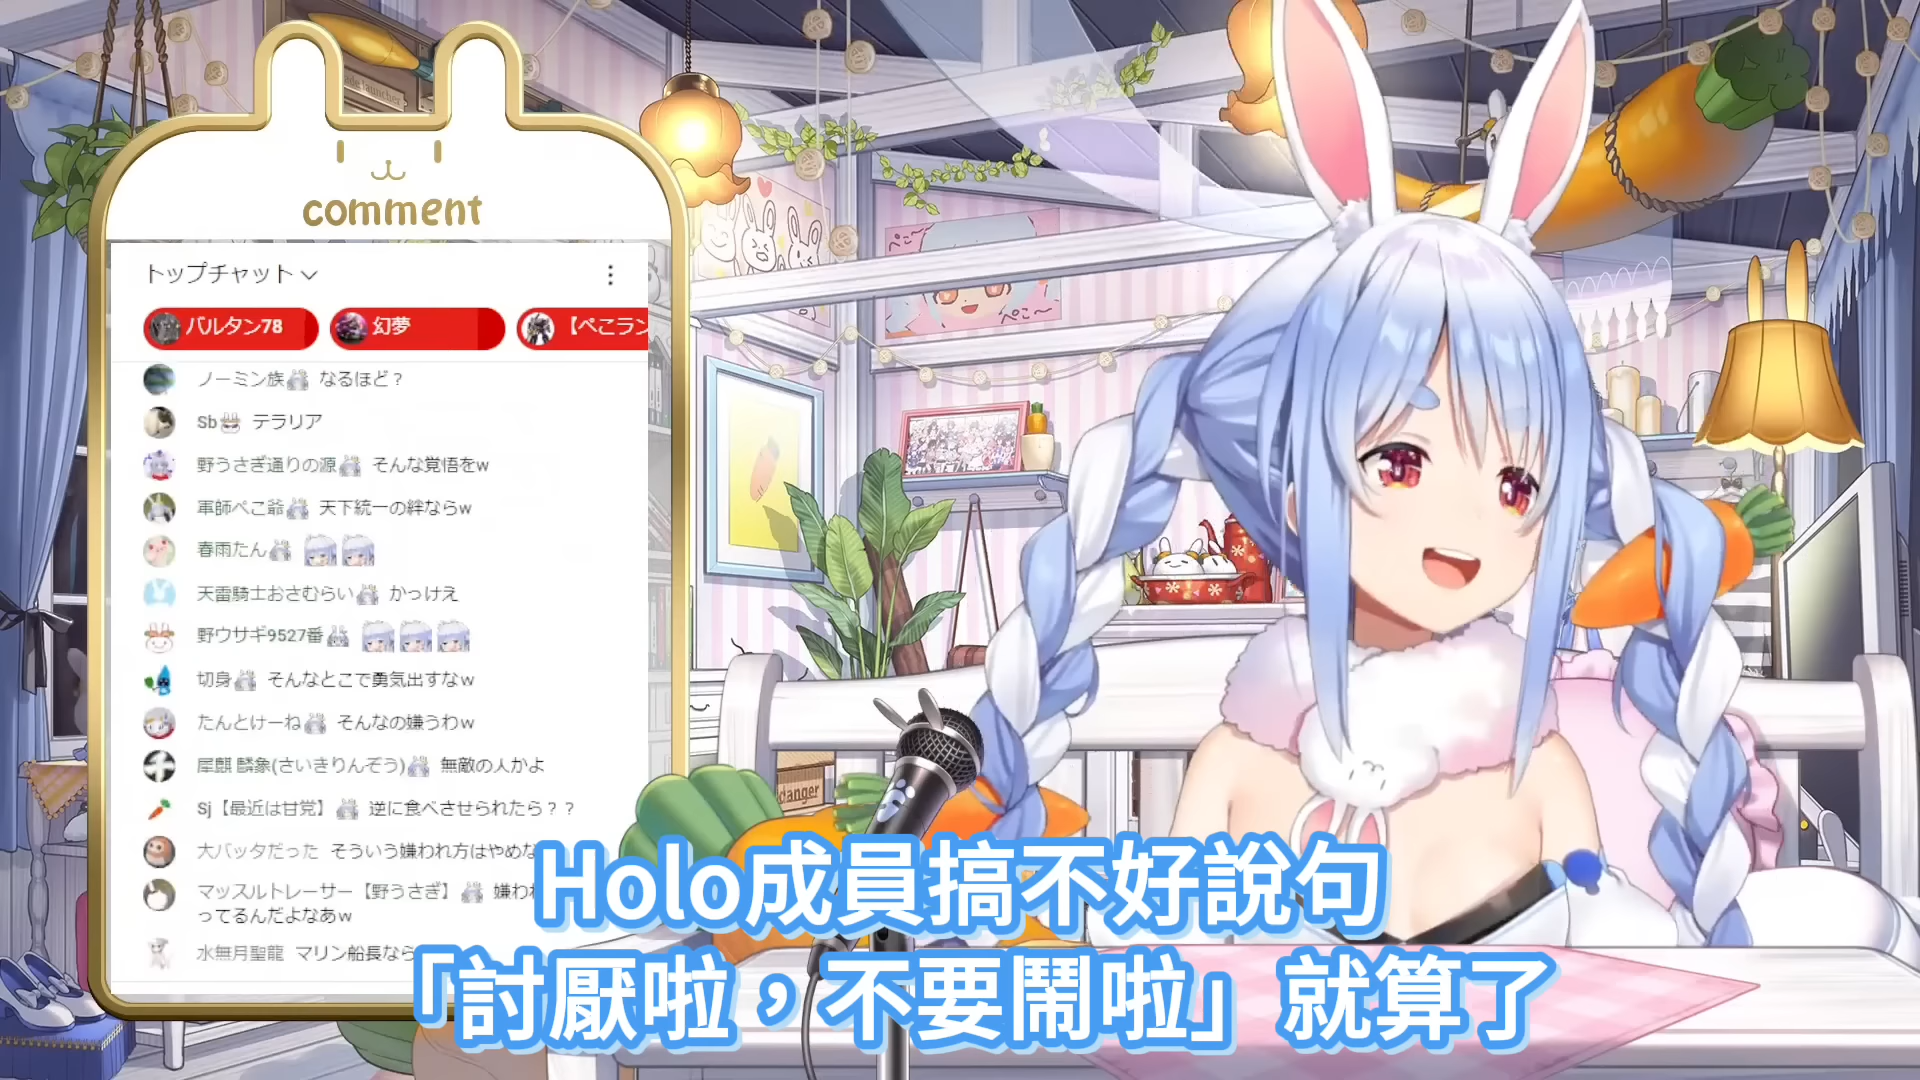 comment
トップチャット
バルタン78
幻夢
【ぺこラン
ノーミン族 なるほど？
Sb テラリア
野うさぎ通りの源 そんな覚悟をw
軍師ぺこ爺 天下統一の絆ならw
春雨たん
天雷騎士おさむらい かっけえ
野ウサギ9527番
切身 そんなとこで勇気出すなw
たんとけーね そんなの嫌うわw
犀麒 麟象(さいきりんぞう) 無敵の人かよ
Sj【最近は甘党】 逆に食べさせられたら？？
大バッタだった そういう嫌われ方はやめな
マッスルトレーサー【野うさぎ】 嫌わ
ってるんだよなあw
水無月聖龍 マリン船長なら
ぺこ〜
ぺこ〜
danger
Holo成員搞不好說句
「討厭啦，不要鬧啦」就算了